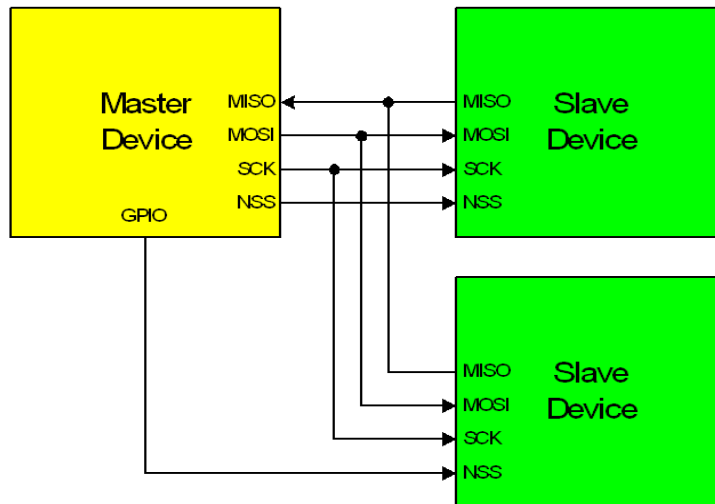 Master
Device
MISO
MOSI
SCK
NSS
GPIO
MISO
MOSI
SCK
NSS
Slave
Device
MISO
MOSI
SCK
NSS
Slave
Device